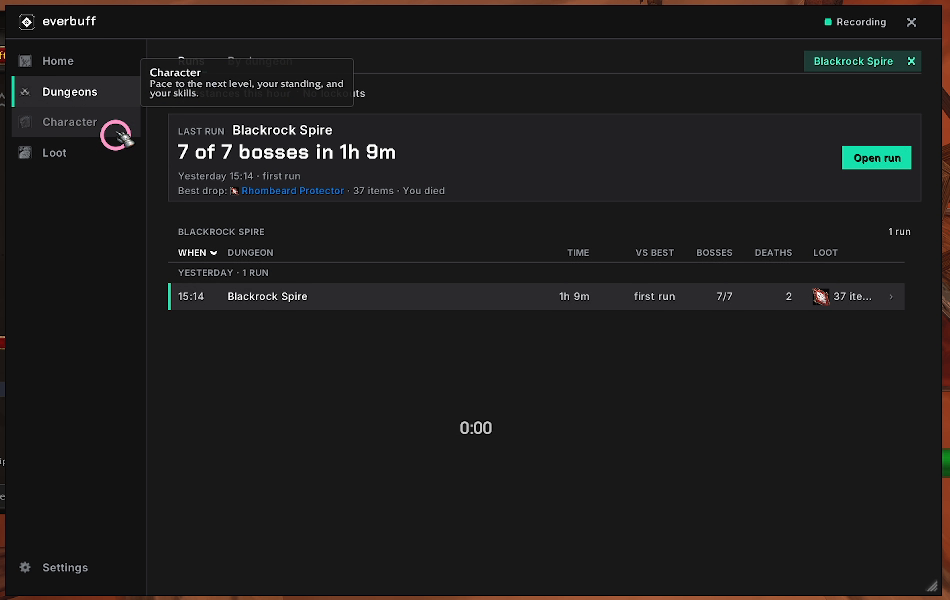 everbuff
Recording
Home
Dungeons
Character
Loot
Settings
Runs
Blackrock Spire
Character
Pace to the next level, your standing, and
your skills.
LAST RUN Blackrock Spire
7 of 7 bosses in 1h 9m
Yesterday 15:14 · first run
Best drop: Rhombeard Protector · 37 items · You died
Open run
BLACKROCK SPIRE
1 run
WHEN DUNGEON TIME VS BEST BOSSES DEATHS LOOT
YESTERDAY · 1 RUN
15:14 Blackrock Spire 1h 9m first run 7/7 2 37 ite...
0:00